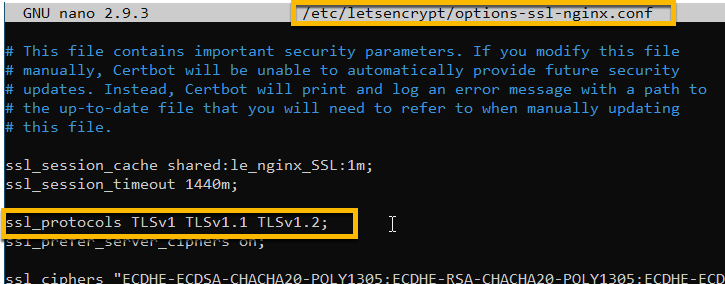 GNU nano 2.9.3 /etc/letsencrypt/options-ssl-nginx.conf
# This file contains important security parameters. If you modify this file
# manually, Certbot will be unable to automatically provide future security
# updates. Instead, Certbot will print and log an error message with a path to
# the up-to-date file that you will need to refer to when manually updating
# this file.
ssl_session_cache shared:le_nginx_SSL:1m;
ssl_session_timeout 1440m;
ssl_protocols TLSv1 TLSv1.1 TLSv1.2;
ssl_prefer_server_ciphers on;
ssl_ciphers "ECDHE-ECDSA-CHACHA20-POLY1305:ECDHE-RSA-CHACHA20-POLY1305:ECDHE-ECD